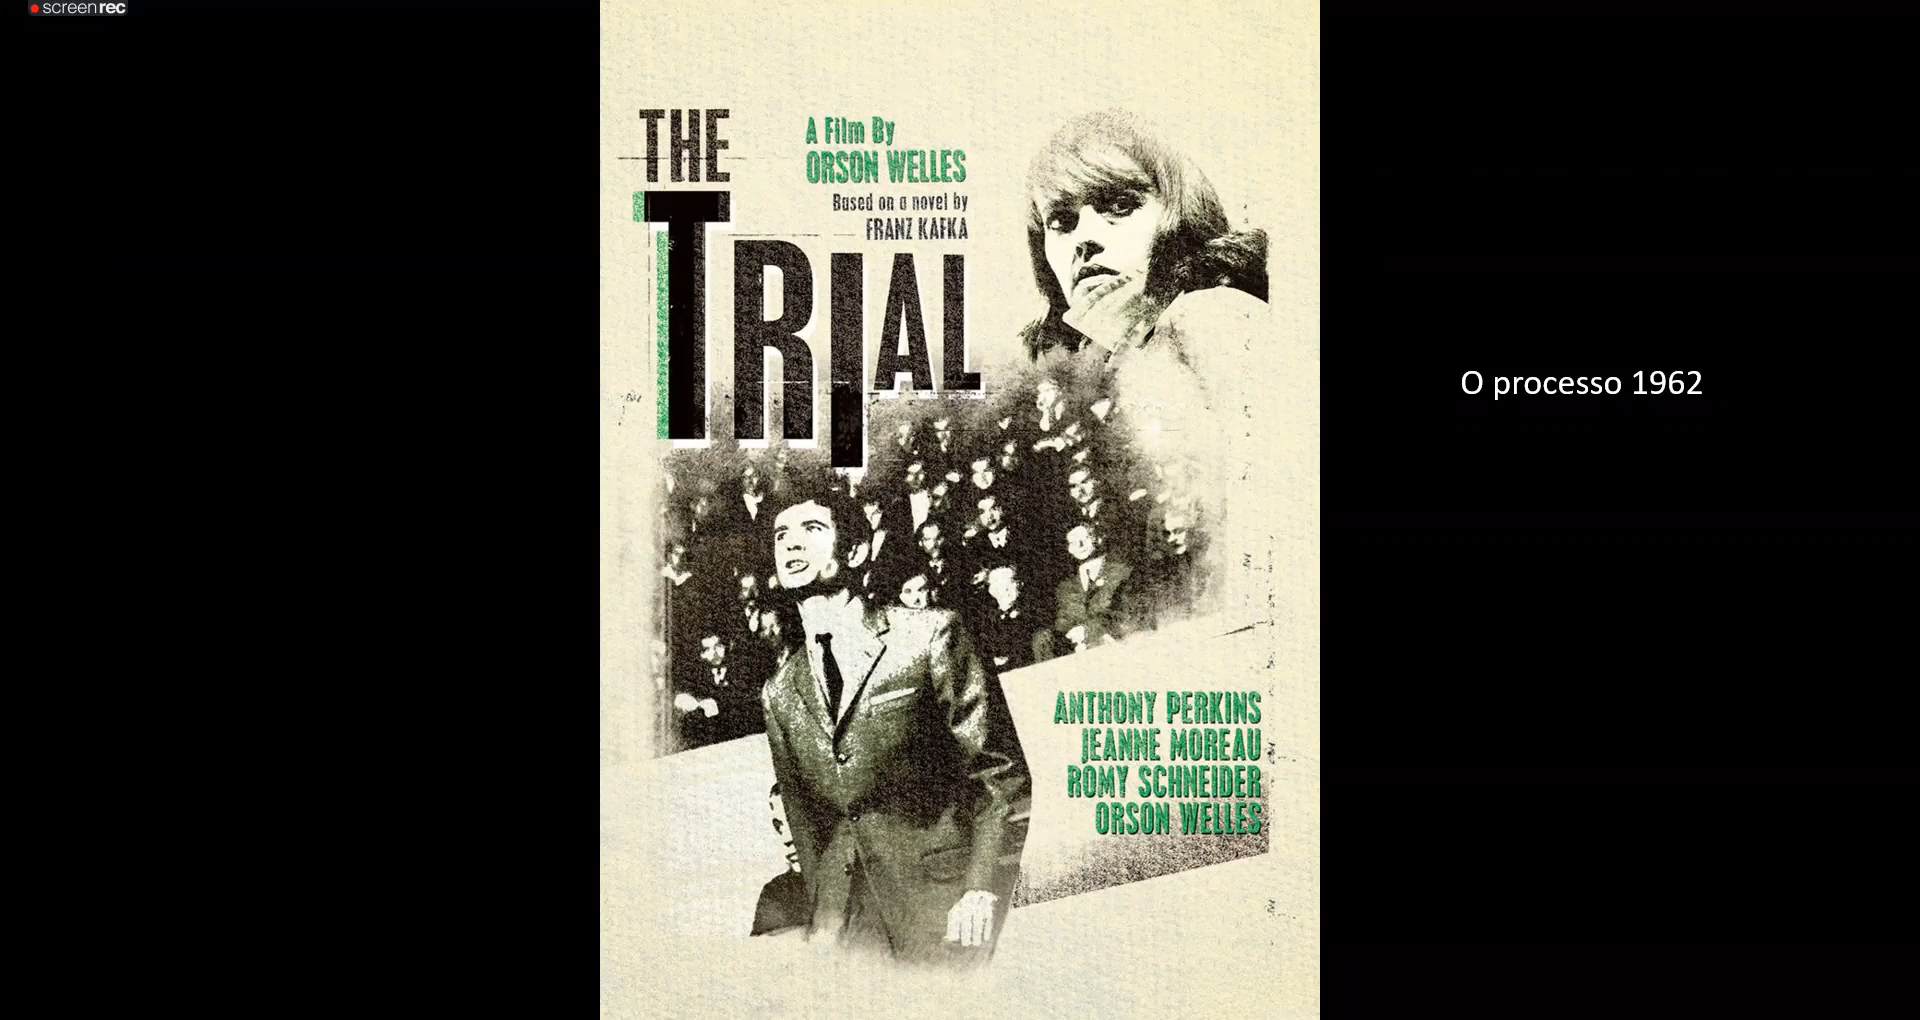 screenrec
THE
TRIAL
A Film By
ORSON WELLES
Based on a novel by
FRANZ KAFKA
O processo 1962
ANTHONY PERKINS
JEANNE MOREAU
ROMY SCHNEIDER
ORSON WELLES